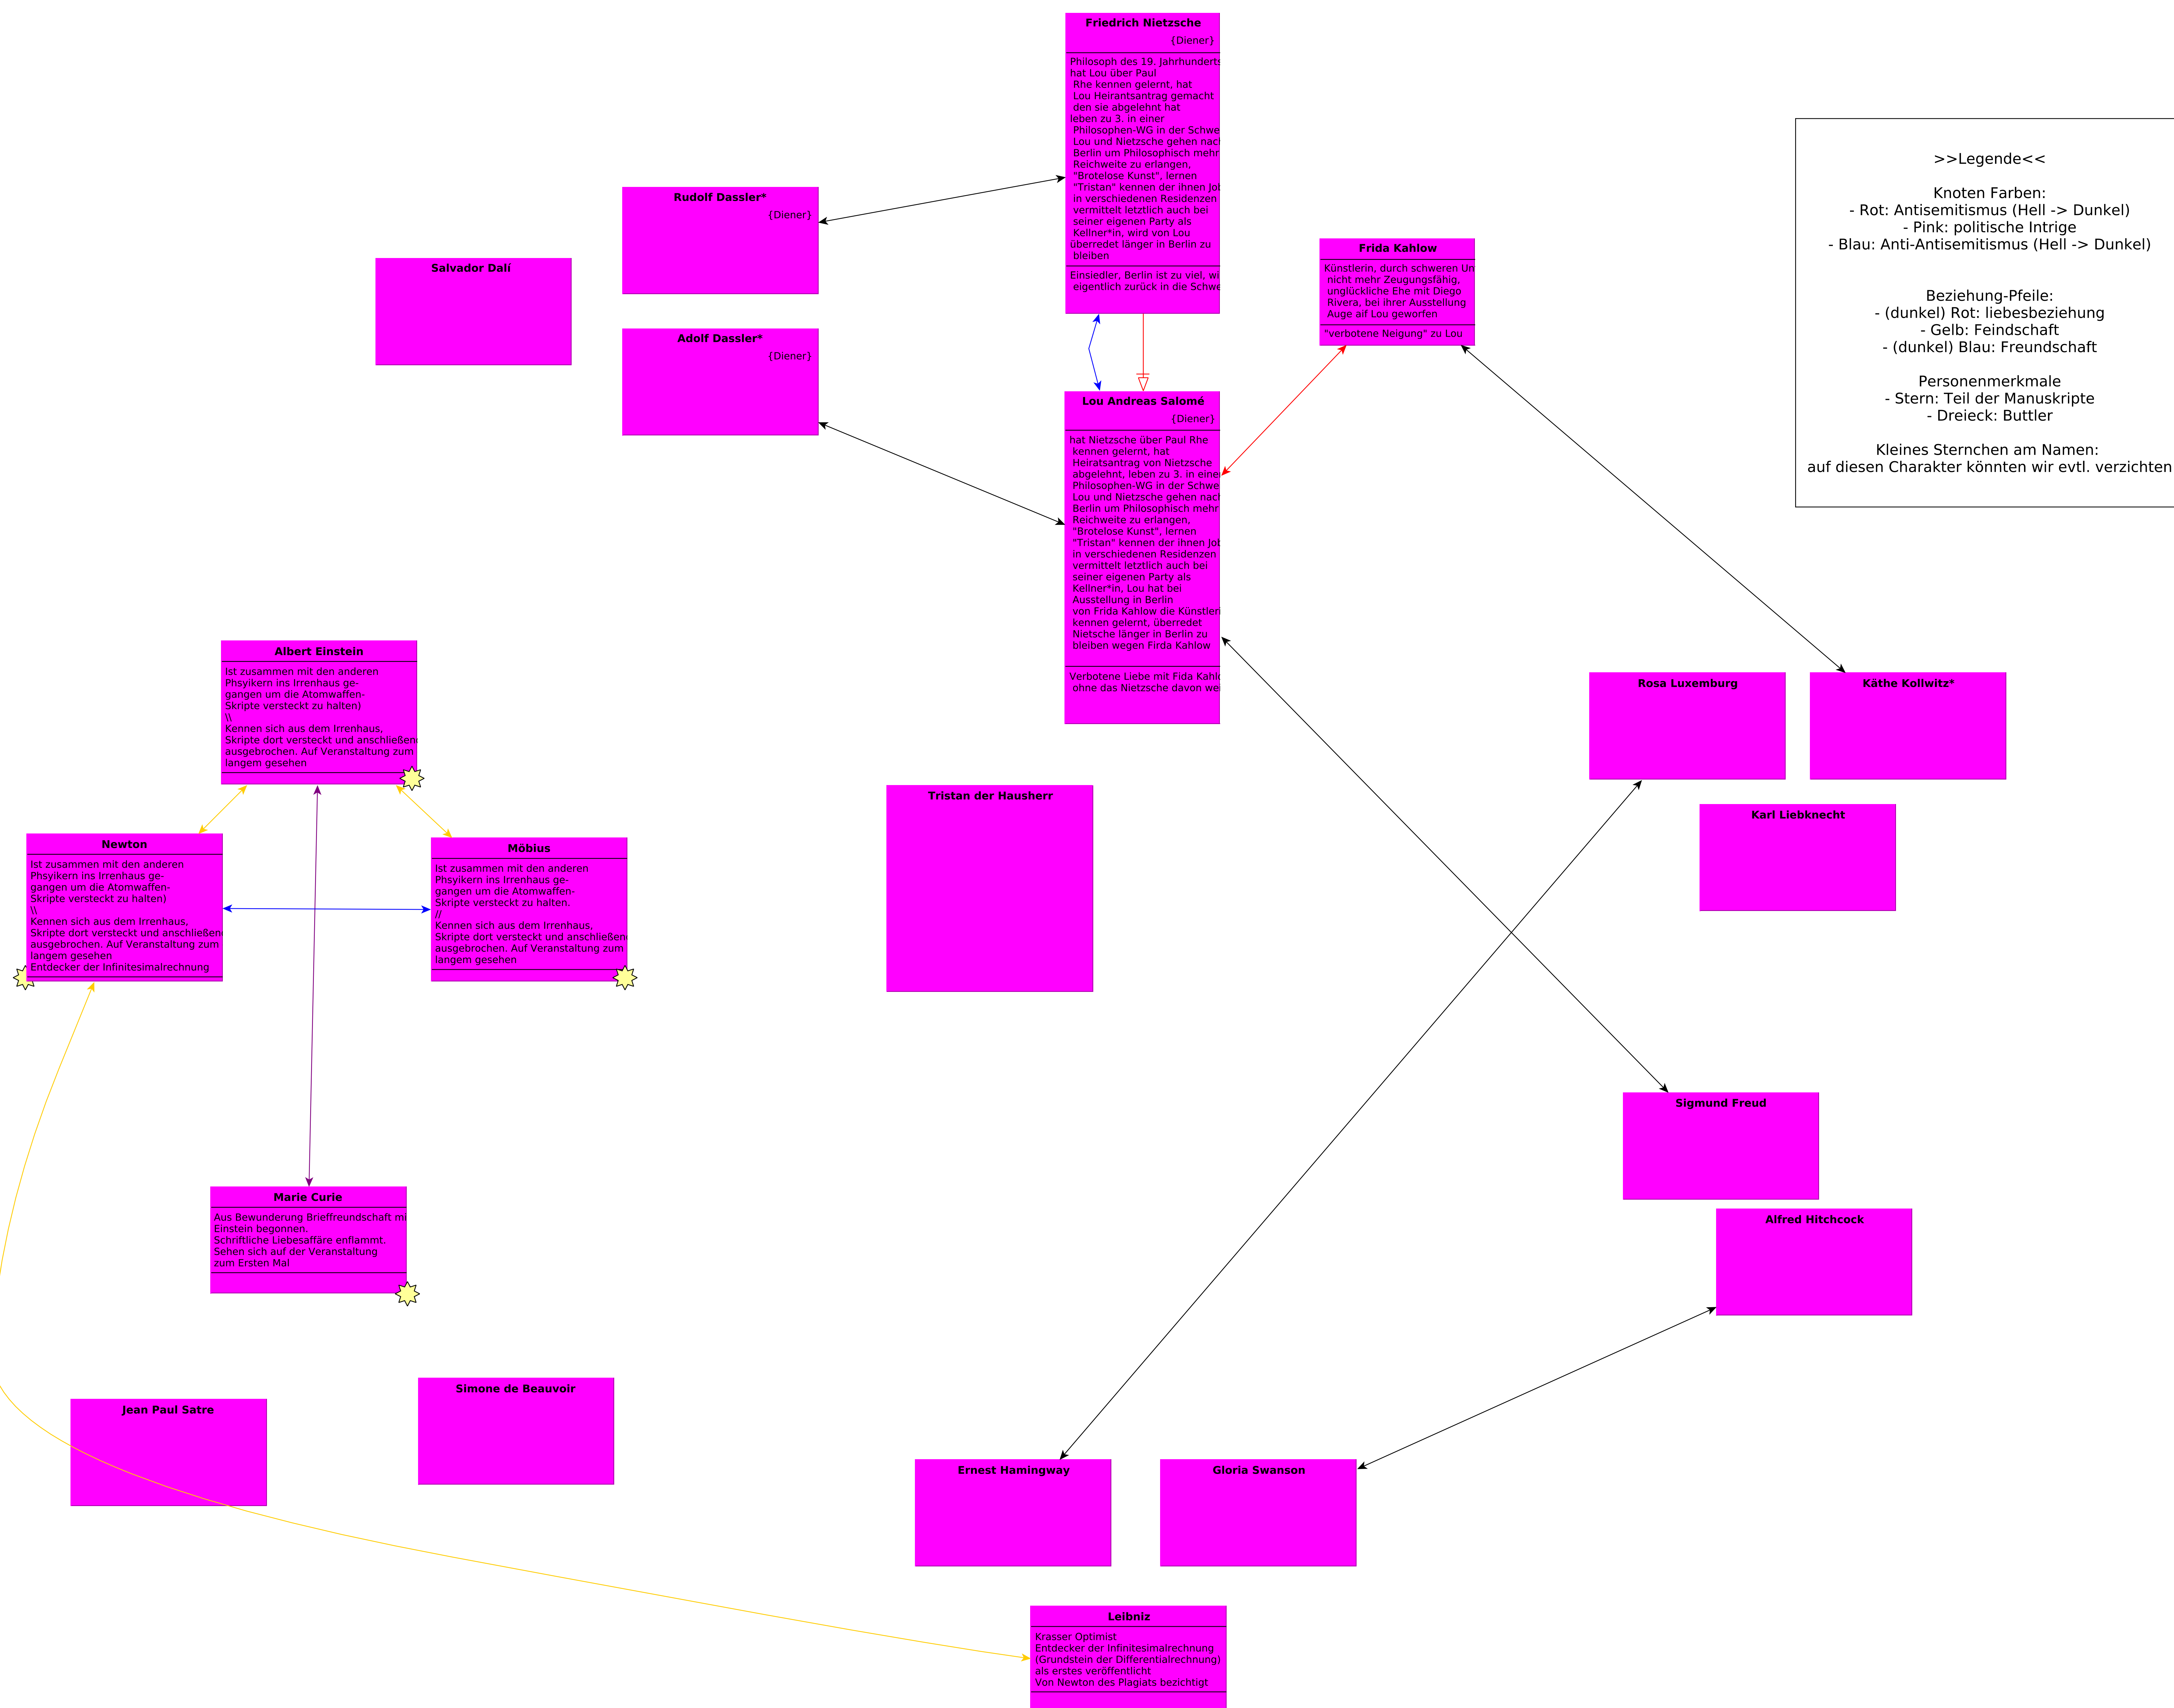 Friedrich Nietzsche
{Diener}
Philosoph des 19. Jahrhunderts
hat Lou über Paul
Rhe kennen gelernt, hat
Lou Heirantsantrag gemacht
den sie abgelehnt hat
leben zu 3. in einer
Philosophen-WG in der Schwe
Lou und Nietzsche gehen nach
Berlin um Philosophisch mehr
Reichweite zu erlangen,
"Brotelose Kunst", lernen
"Tristan" kennen der ihnen Job
in verschiedenen Residenzen
vermittelt letztlich auch bei
seiner eigenen Party als
Kellner*in, wird von Lou
überredet länger in Berlin zu
bleiben
Einsiedler, Berlin ist zu viel, wi
eigentlich zurück in die Schwe
>>Legende<<
Knoten Farben:
- Rot: Antisemitismus (Hell -> Dunkel)
- Pink: politische Intrige
- Blau: Anti-Antisemitismus (Hell -> Dunkel)
Beziehung-Pfeile:
- (dunkel) Rot: liebesbeziehung
- Gelb: Feindschaft
- (dunkel) Blau: Freundschaft
Personenmerkmale
- Stern: Teil der Manuskripte
- Dreieck: Buttler
Kleines Sternchen am Namen:
auf diesen Charakter könnten wir evtl. verzichten
Rudolf Dassler*
{Diener}
Salvador Dalí
Adolf Dassler*
{Diener}
Frida Kahlow
Künstlerin, durch schweren Un
nicht mehr Zeugungsfähig,
unglückliche Ehe mit Diego
Rivera, bei ihrer Ausstellung
Auge aif Lou geworfen
"verbotene Neigung" zu Lou
Lou Andreas Salomé
{Diener}
hat Nietzsche über Paul Rhe
kennen gelernt, hat
Heiratsantrag von Nietzsche
abgelehnt, leben zu 3. in eine
Philosophen-WG in der Schwe
Lou und Nietzsche gehen nach
Berlin um Philosophisch mehr
Reichweite zu erlangen,
"Brotelose Kunst", lernen
"Tristan" kennen der ihnen Job
in verschiedenen Residenzen
vermittelt letztlich auch bei
seiner eigenen Party als
Kellner*in, Lou hat bei
Ausstellung in Berlin
von Frida Kahlow die Künstleri
kennen gelernt, überredet
Nietsche länger in Berlin zu
bleiben wegen Firda Kahlow
Verbotene Liebe mit Fida Kahlo
ohne das Nietzsche davon wei
Albert Einstein
Ist zusammen mit den anderen
Phsyikern ins Irrenhaus ge-
gangen um die Atomwaffen-
Skripte versteckt zu halten)
\\
Kennen sich aus dem Irrenhaus,
Skripte dort versteckt und anschließend
ausgebrochen. Auf Veranstaltung zum
langem gesehen
Rosa Luxemburg
Käthe Kollwitz*
Tristan der Hausherr
Karl Liebknecht
Newton
Ist zusammen mit den anderen
Phsyikern ins Irrenhaus ge-
gangen um die Atomwaffen-
Skripte versteckt zu halten)
\\
Kennen sich aus dem Irrenhaus,
Skripte dort versteckt und anschließend
ausgebrochen. Auf Veranstaltung zum
langem gesehen
Entdecker der Infinitesimalrechnung
Möbius
Ist zusammen mit den anderen
Phsyikern ins Irrenhaus ge-
gangen um die Atomwaffen-
Skripte versteckt zu halten.
//
Kennen sich aus dem Irrenhaus,
Skripte dort versteckt und anschließend
ausgebrochen. Auf Veranstaltung zum
langem gesehen
Sigmund Freud
Marie Curie
Aus Bewunderung Brieffreundschaft mi
Einstein begonnen.
Schriftliche Liebesaffäre enflammt.
Sehen sich auf der Veranstaltung
zum Ersten Mal
Alfred Hitchcock
Simone de Beauvoir
Jean Paul Satre
Ernest Hamingway
Gloria Swanson
Leibniz
Krasser Optimist
Entdecker der Infinitesimalrechnung
(Grundstein der Differentialrechnung)
als erstes veröffentlicht
Von Newton des Plagiats bezichtigt